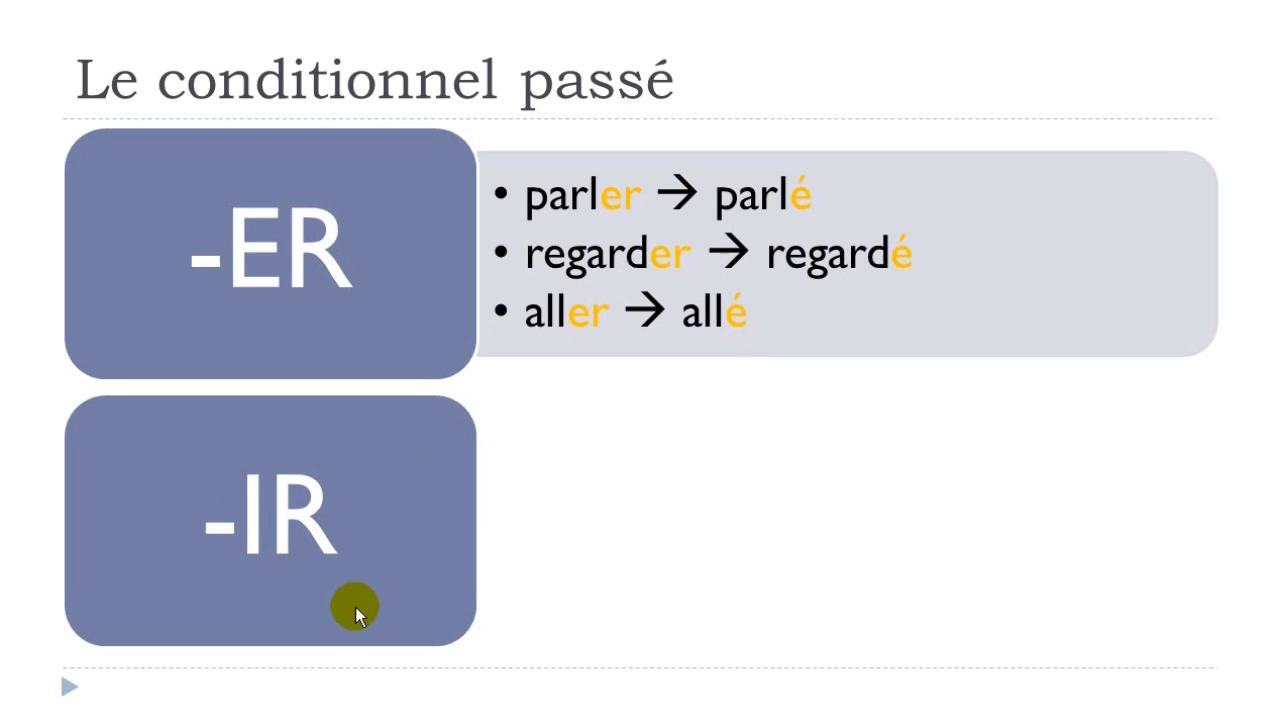 Le conditionnel passé
-ER
• parler → parlé
• regarder → regardé
• aller → allé
-IR